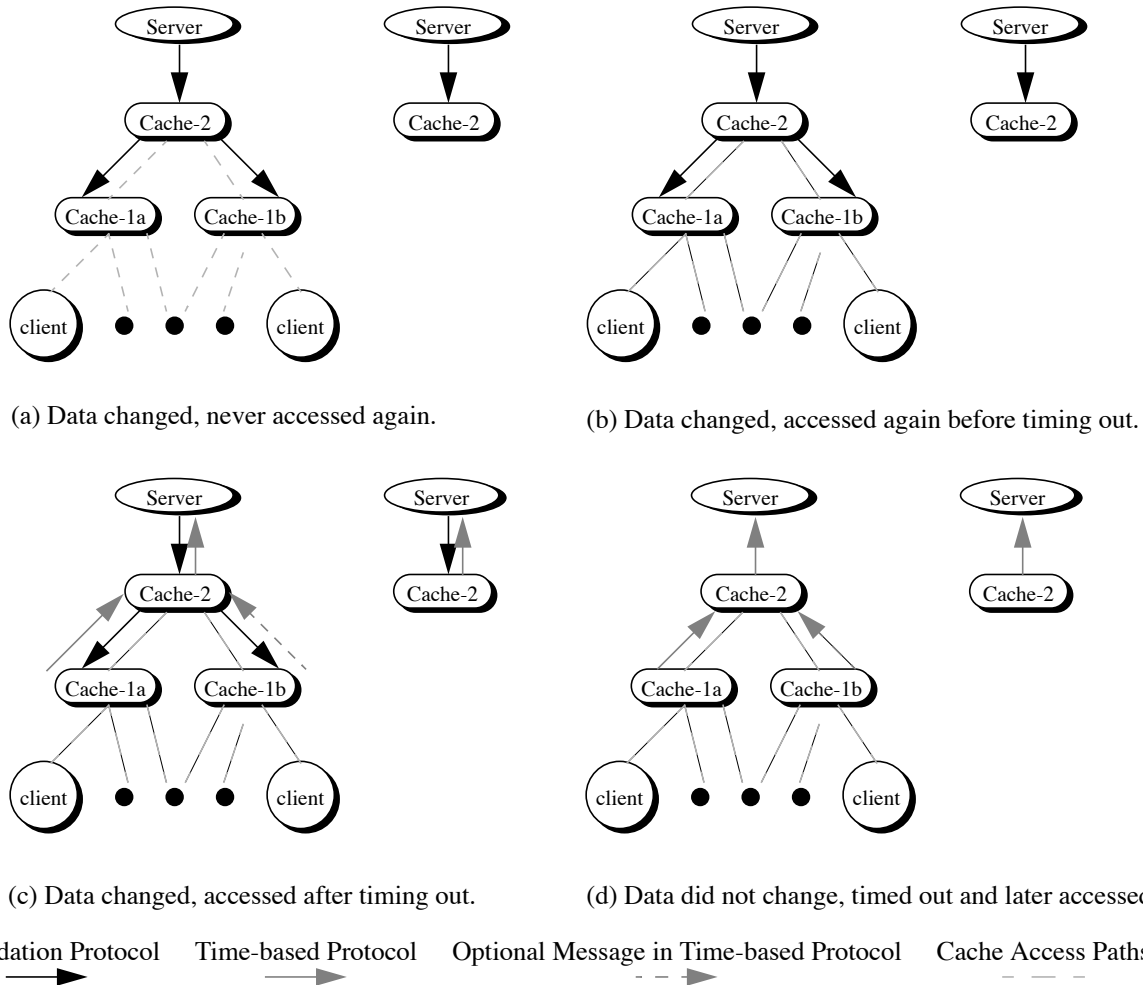 Server
Server
Server
Server
Cache-2
Cache-2
Cache-2
Cache-2
Cache-1a
Cache-1b
Cache-1a
Cache-1b
client
client
client
client
(a) Data changed, never accessed again.
(b) Data changed, accessed again before timing out.
Server
Server
Server
Server
Cache-2
Cache-2
Cache-2
Cache-2
Cache-1a
Cache-1b
Cache-1a
Cache-1b
client
client
client
client
(c) Data changed, accessed after timing out.
(d) Data did not change, timed out and later accessed
dation Protocol Time-based Protocol Optional Message in Time-based Protocol Cache Access Paths